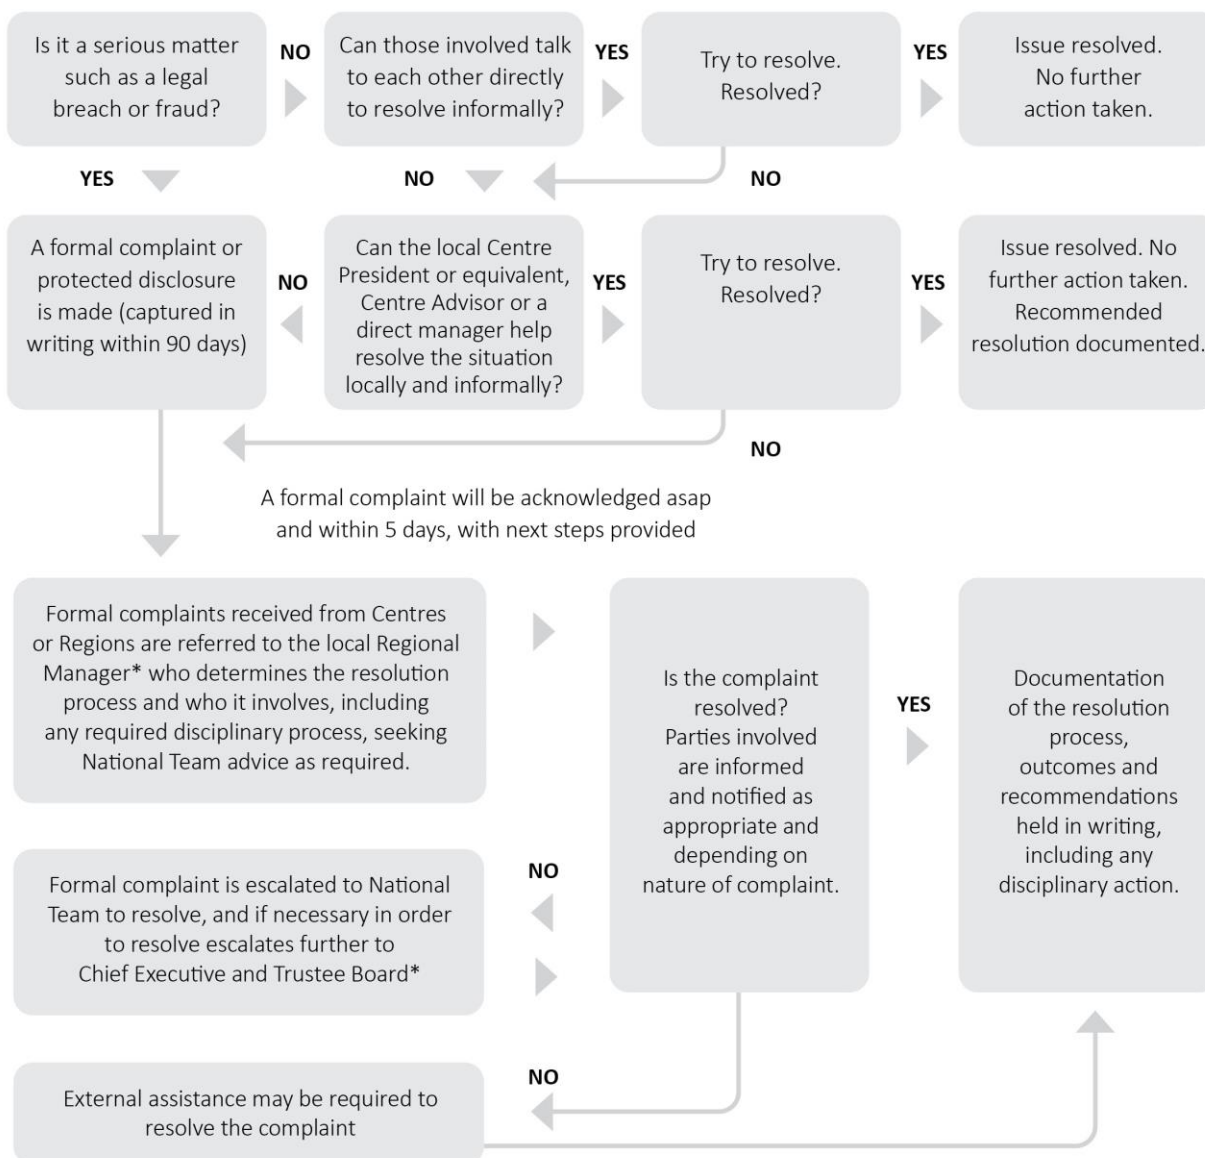 Is it a serious matter
such as a legal
breach or fraud?
NO
Can those involved talk
to each other directly
to resolve informally?
YES
Try to resolve.
Resolved?
YES
Issue resolved.
No further
action taken.
YES
NO
NO
A formal complaint or
protected disclosure
is made (captured in
writing within 90 days)
NO
Can the local Centre
President or equivalent,
Centre Advisor or a
direct manager help
resolve the situation
locally and informally?
YES
Try to resolve.
Resolved?
YES
Issue resolved. No
further action taken.
Recommended
resolution documented.
NO
A formal complaint will be acknowledged asap
and within 5 days, with next steps provided
Formal complaints received from Centres
or Regions are referred to the local Regional
Manager* who determines the resolution
process and who it involves, including
any required disciplinary process, seeking
National Team advice as required.
Is the complaint
resolved?
Parties involved
are informed
and notified as
appropriate and
depending on
nature of complaint.
YES
Documentation
of the resolution
process,
outcomes and
recommendations
held in writing,
including any
disciplinary action.
Formal complaint is escalated to National
Team to resolve, and if necessary in order
to resolve escalates further to
Chief Executive and Trustee Board*
NO
NO
External assistance may be required to
resolve the complaint